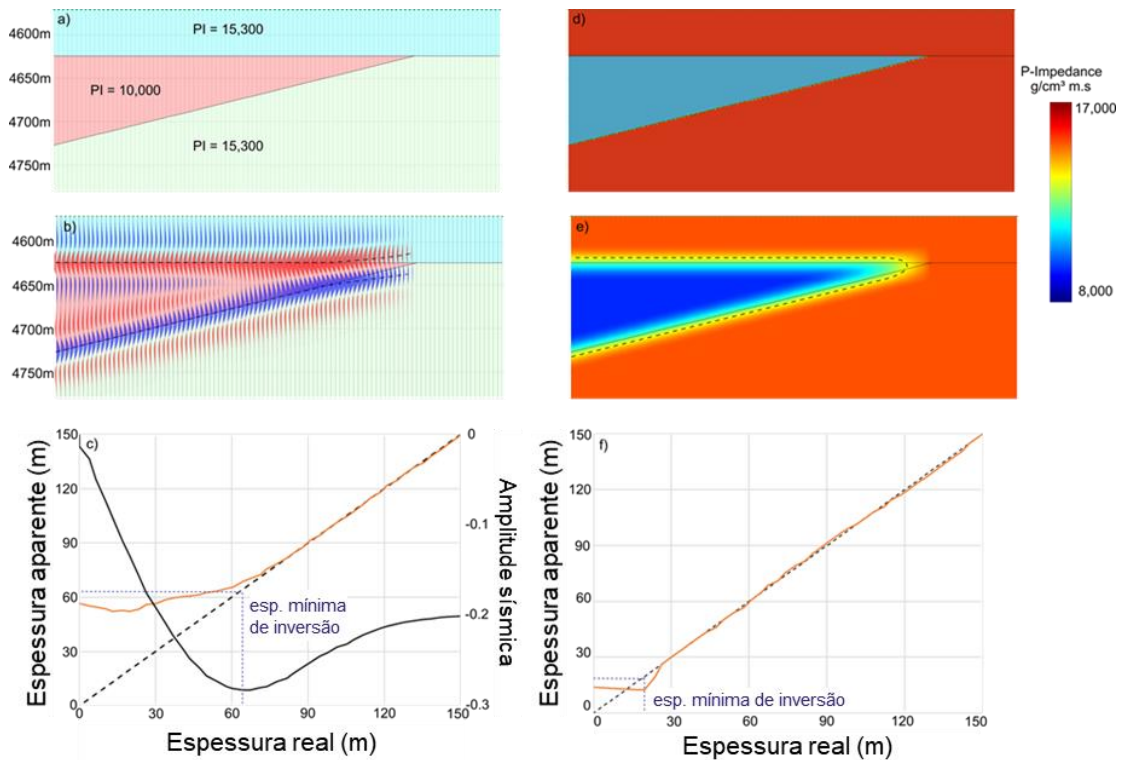 a)
PI = 15,300
4600m
4650m
PI = 10,000
4700m
PI = 15,300
4750m
d)
P-Impedance
g/cm³ m.s
17,000
8,000
b)
4600m
4650m
4700m
4750m
e)
c)
Espessura aparente (m)
150
120
90
60
30
0
esp. mínima
de inversão
0
-0.1
-0.2
-0.3
Amplitude sísmica
0
30
60
90
120
150
Espessura real (m)
f)
Espessura aparente (m)
150
120
90
60
30
0
esp. mínima de inversão
0
30
60
90
120
150
Espessura real (m)